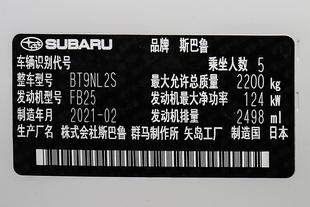 SUBARU 品牌 斯巴鲁
车辆识别代号 乘坐人数 5
整车型号 BT9NL2S 最大允许总质量 2200 kg
发动机型号 FB25 发动机最大净功率 124 kW
制造年月 2021-02 发动机排量 2498 ml
生产厂名 株式会社斯巴鲁 群马制作所 矢岛工厂 制造国 日本